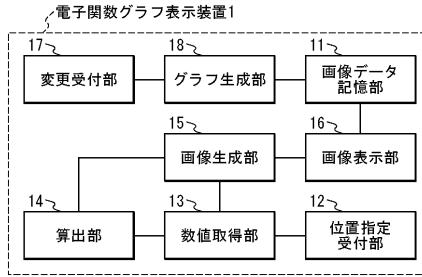 電子関数グラフ表示装置1
17
変更受付部
18
グラフ生成部
11
画像データ
記憶部
15
画像生成部
16
画像表示部
14
算出部
13
数値取得部
12
位置指定
受付部